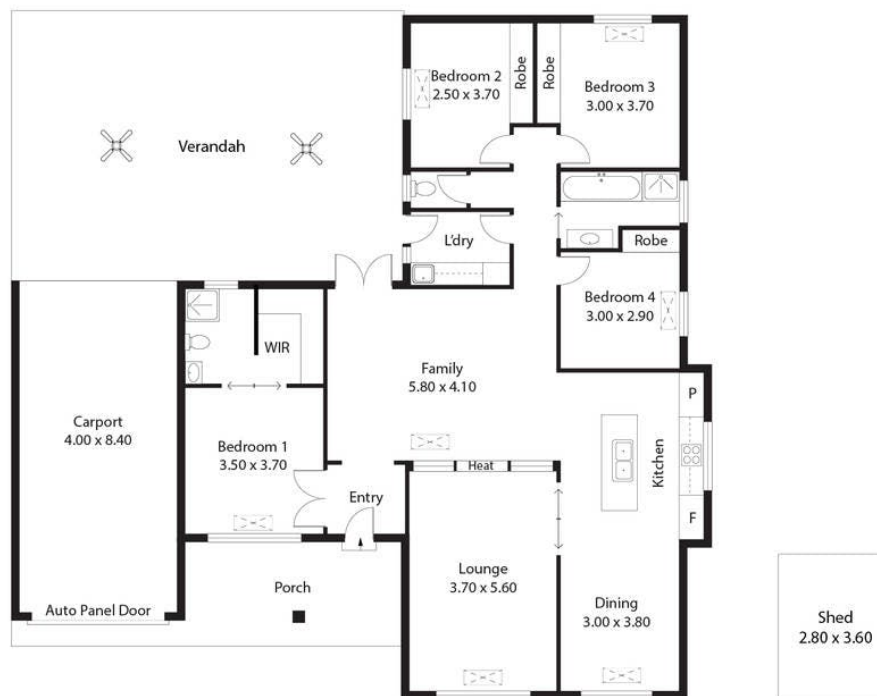 Bedroom 2
2.50 x 3.70
Robe
Robe
Bedroom 3
3.00 x 3.70
Verandah
L'dry
Robe
Bedroom 4
3.00 x 2.90
WIR
Family
5.80 x 4.10
P
Carport
4.00 x 8.40
Bedroom 1
3.50 x 3.70
Kitchen
Heat
Entry
F
Lounge
3.70 x 5.60
Porch
Dining
3.00 x 3.80
Auto Panel Door
Shed
2.80 x 3.60